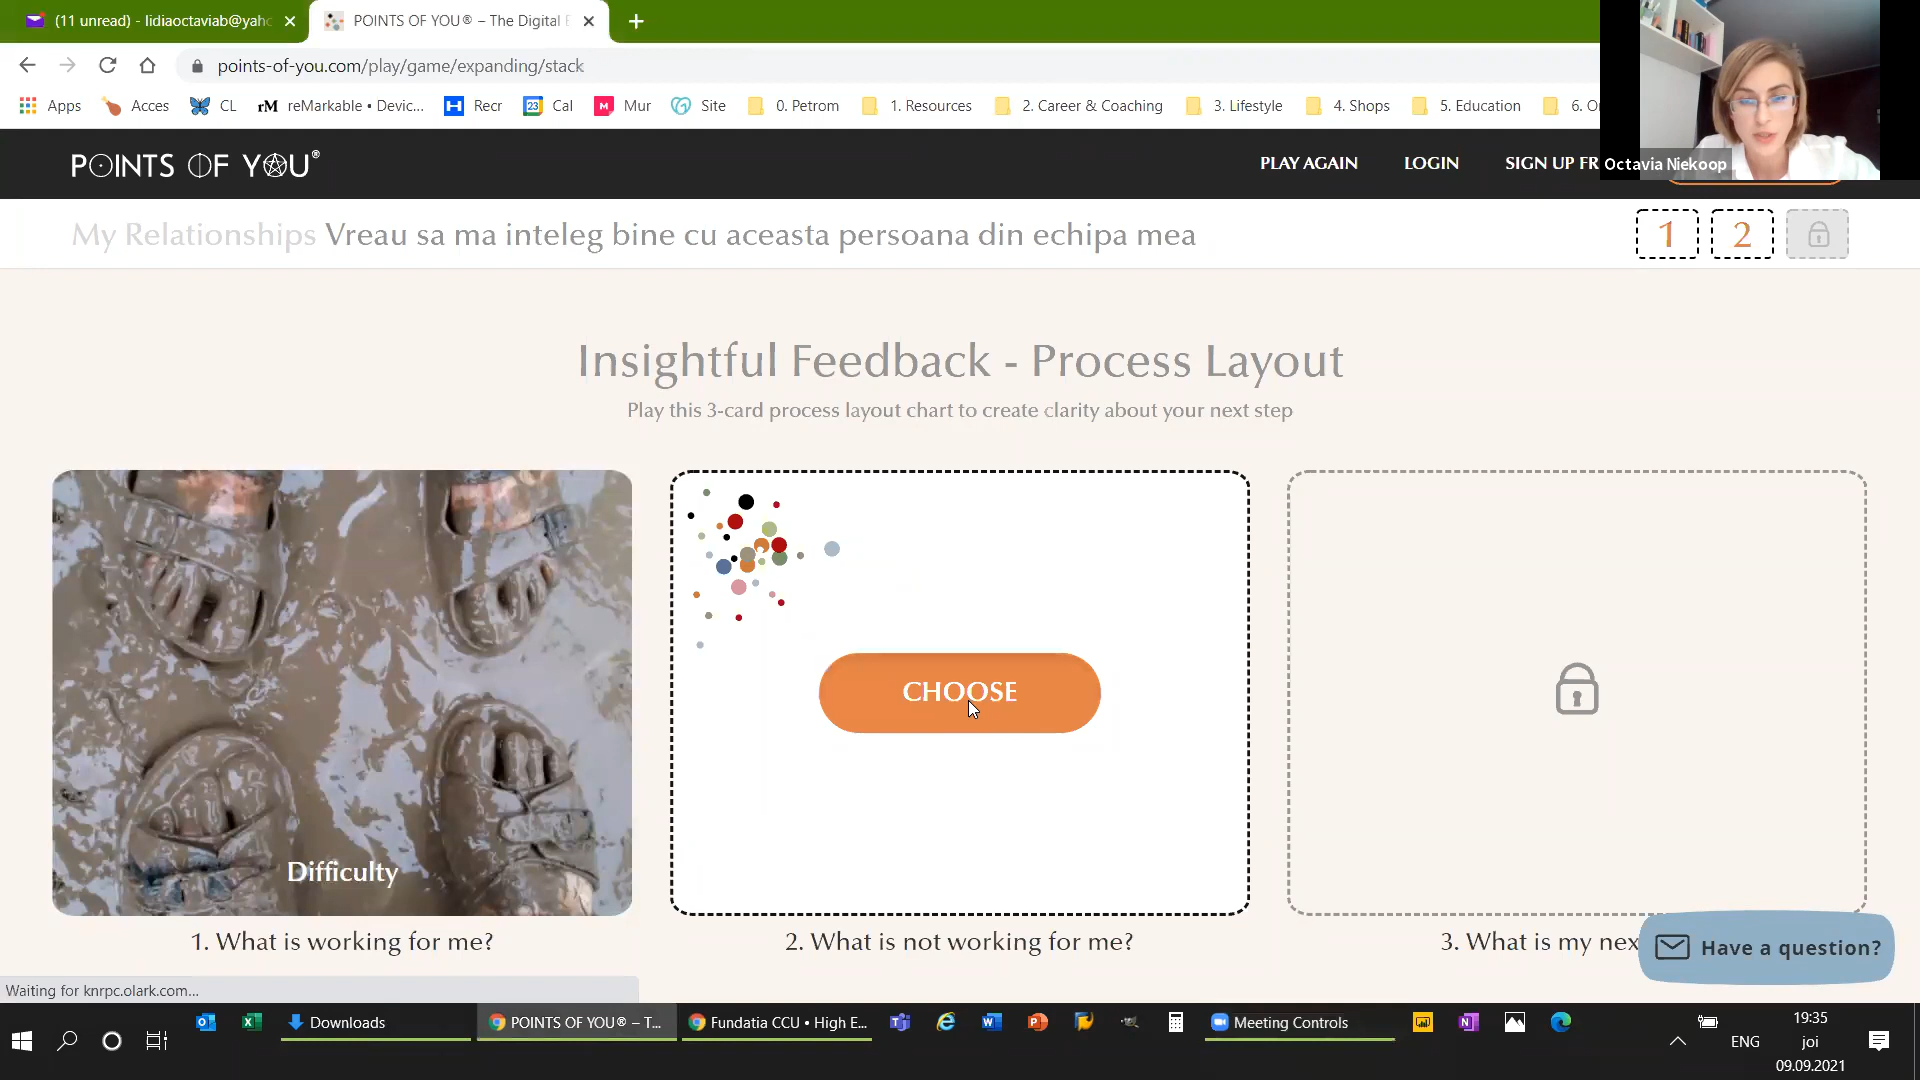 (11 unread) - lidiaoctaviab@yaho
POINTS OF YOU® – The Digital E
points-of-you.com/play/game/expanding/stack
Apps
Acces
CL
rM reMarkable • Devic...
H Recr
23 Cal
M Mur
Site
0. Petrom
1. Resources
2. Career & Coaching
3. Lifestyle
4. Shops
5. Education
POINTS OF YOU®
PLAY AGAIN
LOGIN
SIGN UP FR
Octavia Niekoop
My Relationships Vreau sa ma inteleg bine cu aceasta persoana din echipa mea
1
2
Insightful Feedback - Process Layout
Play this 3-card process layout chart to create clarity about your next step
Difficulty
CHOOSE
1. What is working for me?
2. What is not working for me?
3. What is my nex
Have a question?
Waiting for knrpc.olark.com...
Downloads
POINTS OF YOU® – T...
Fundatia CCU • High E...
Meeting Controls
ENG
19:35
joi
09.09.2021